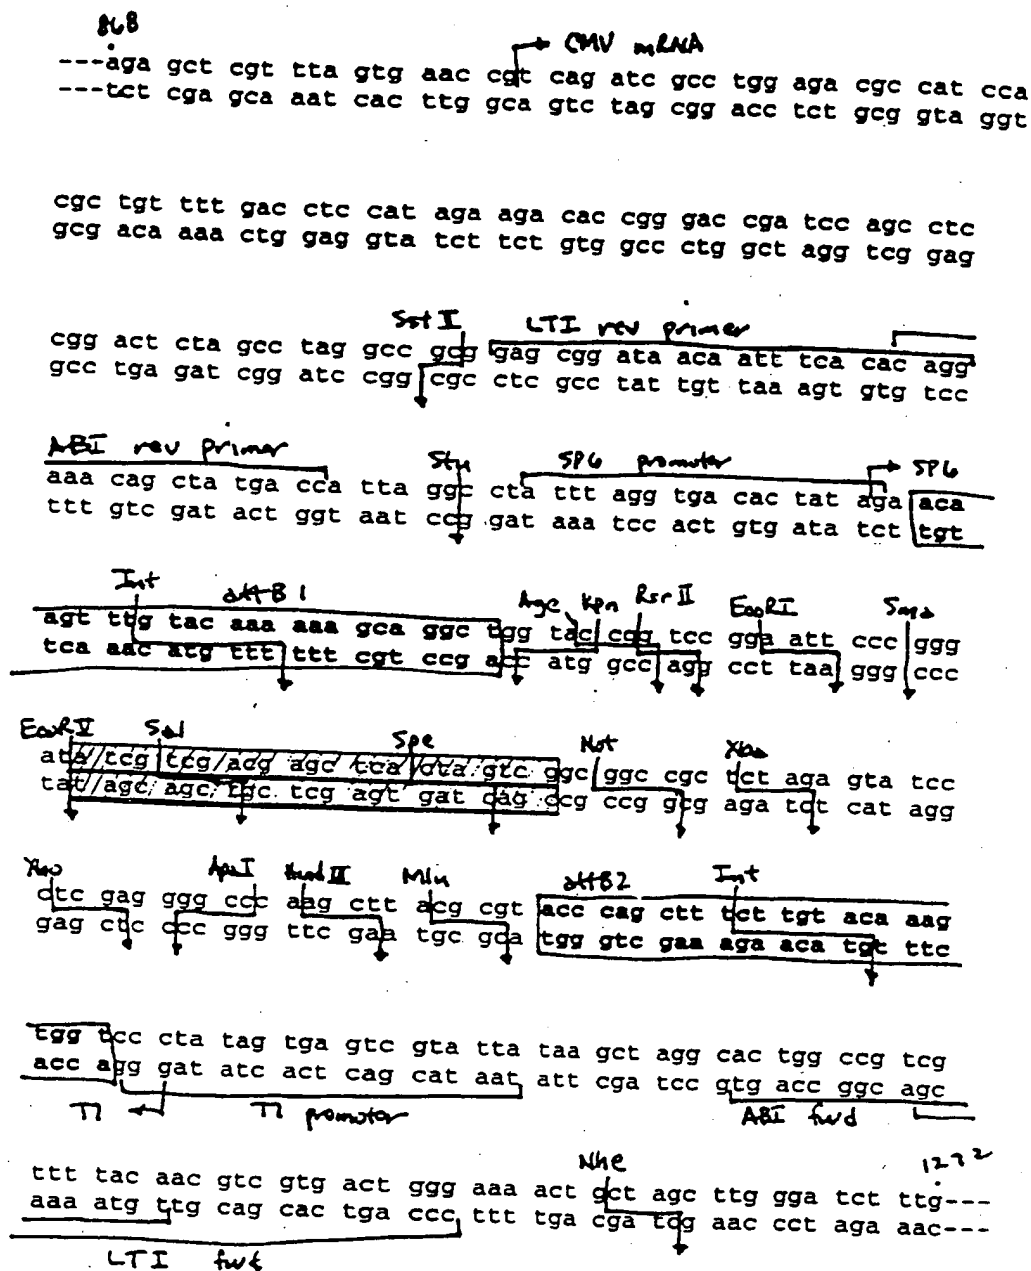 868
CMV mRNA
---aga gct cgt tta gtg aac cgt cag atc gcc tgg aga cgc cat cca
---tct cga gca aat cac ttg gca gtc tag cgg acc tct gcg gta ggt
cgc tgt ttt gac ctc cat aga aga cac cgg gac cga tcc agc ctc
gcg aca aaa ctg gag gta tct tct gtg gcc ctg gct agg tcg gag
Sst II LTI rev primer
cgg act cta gcc tag gcc gcg gag cgg ata aca att tca cac agg
gcc tga gat cgg atc cgg cgc ctc gcc tat tgt taa agt gtg tcc
ABI rev primer Stu SP6 promoter SP6
aaa cag cta tga cca tta ggc cta ttt agg tga cac tat aga aca
ttt gtc gat act ggt aat ccg gat aaa tcc act gtg ata tct tgt
Int attB1 Age Kpn Rsr II EcoRI Sma
agt ttg tac aaa aaa gca ggc tgg tac cgg tcc gga att ccc ggg
tca aac atg ttt ttt cgt ccg acc atg gcc agg cct taa ggg ccc
EcoRV Sal Spe Not Xba
ata tcg tcg acg agc tca cta gtc ggc ggc cgc tct aga gta tcc
tat agc agc tgc tcg agt gat cag ccg ccg gcg aga tct cat agg
Xho ApaI Hind III Mlu attB2 Int
ctc gag ggg ccc aag ctt acg cgt acc cag ctt tct tgt aca aag
gag ctc ccc ggg ttc gaa tgc gca tgg gtc gaa aga aca tgt ttc
tgg tcc cta tag tga gtc gta tta taa gct agg cac tgg ccg tcg
acc agg gat atc act cag cat aat att cga tcc gtg acc ggc agc
T7 T7 promoter ABI fwd
Nhe 1272
ttt tac aac gtc gtg act ggg aaa act gct agc ttg gga tct ttg---
aaa atg ttg cag cac tga ccc ttt tga cga tcg aac cct aga aac---
LTI fwd